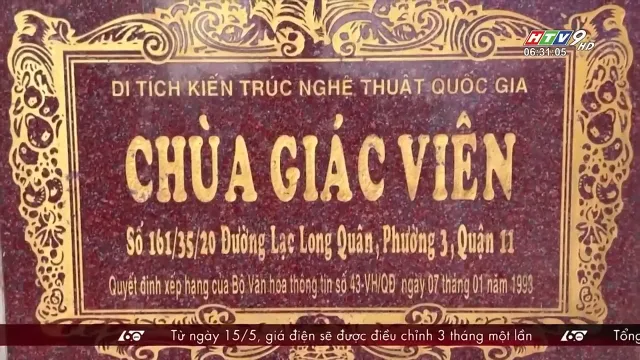 HTV9 HD
06:31:05
DI TÍCH KIẾN TRÚC NGHỆ THUẬT QUỐC GIA
CHÙA GIÁC VIÊN
Số 161/35/20 Đường Lạc Long Quân, Phường 3, Quận 11
Quyết định xếp hạng của Bộ Văn hóa thông tin số 43-VH/QĐ ngày 07 tháng 01 năm 1993
60 Từ ngày 15/5, giá điện sẽ được điều chỉnh 3 tháng một lần 60 Tổng